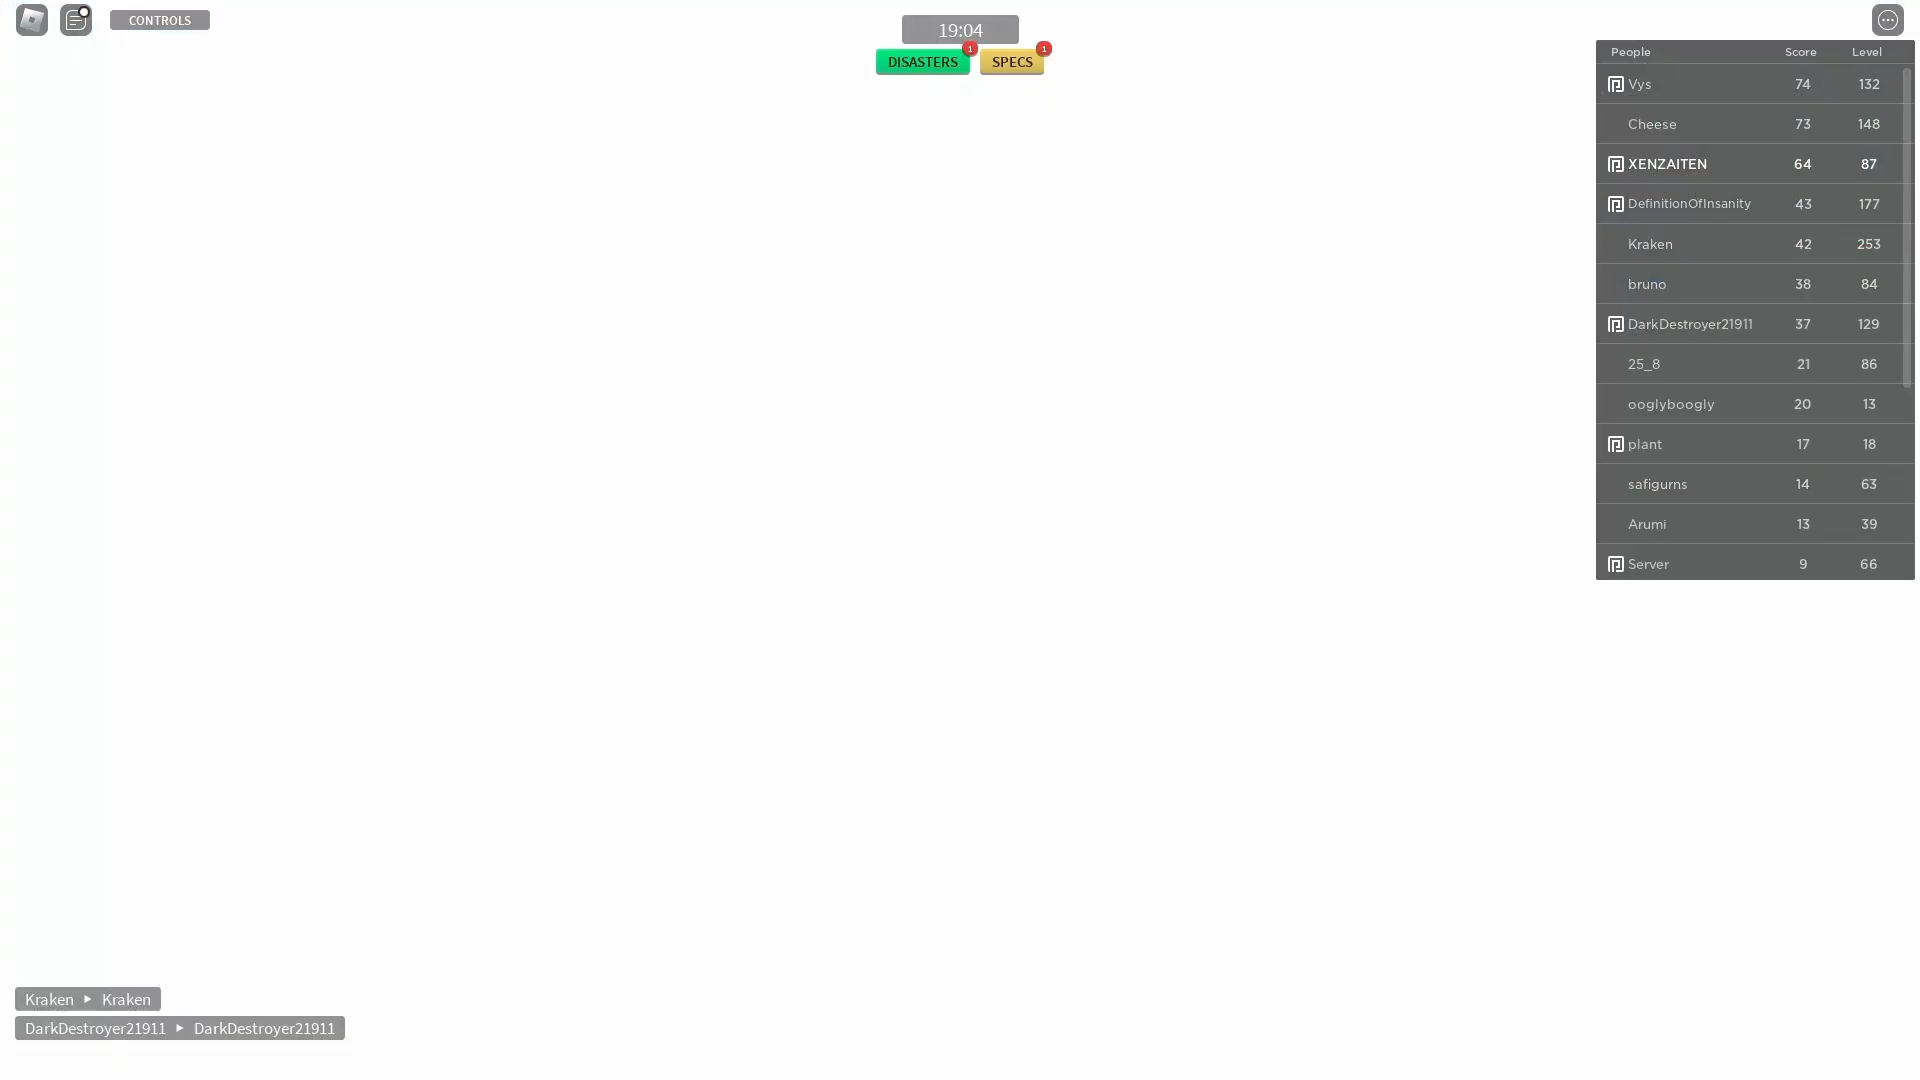 CONTROLS
19:04
DISASTERS 1 SPECS 1
People Score Level
Vys 74 132
Cheese 73 148
XENZAITEN 64 87
DefinitionOfInsanity 43 177
Kraken 42 253
bruno 38 84
DarkDestroyer21911 37 129
25_8 21 86
ooglyboogly 20 13
plant 17 18
safigurns 14 63
Arumi 13 39
Server 9 66
Kraken ▸ Kraken
DarkDestroyer21911 ▸ DarkDestroyer21911